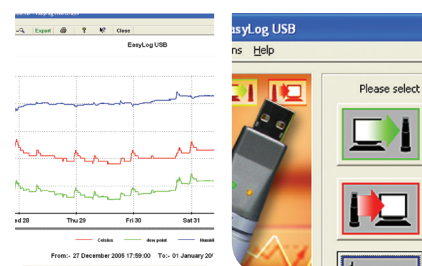 Export ? Close
EasyLog USB
ed 28 Thu 29 Fri 30 Sat 31
Celsius dew point Humid
From:- 27 December 2005 17:59:00 To:- 01 January 20
asyLog USB
ns Help
Please select